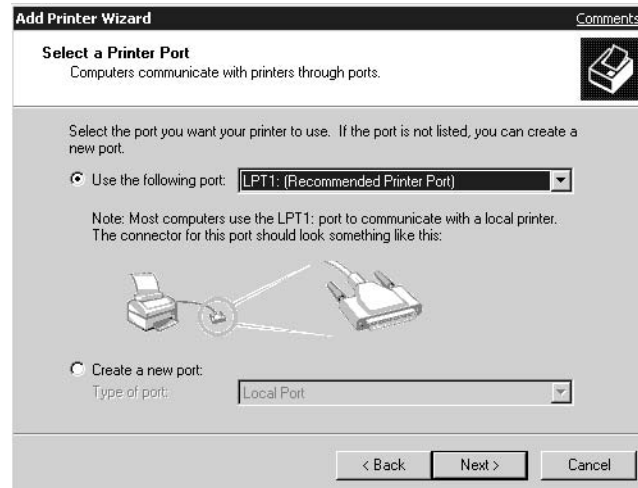 Add Printer Wizard Comments
Select a Printer Port
Computers communicate with printers through ports.
Select the port you want your printer to use. If the port is not listed, you can create a
new port.
Use the following port: LPT1: (Recommended Printer Port)
Note: Most computers use the LPT1: port to communicate with a local printer.
The connector for this port should look something like this:
Create a new port:
Type of port: Local Port
< Back Next > Cancel